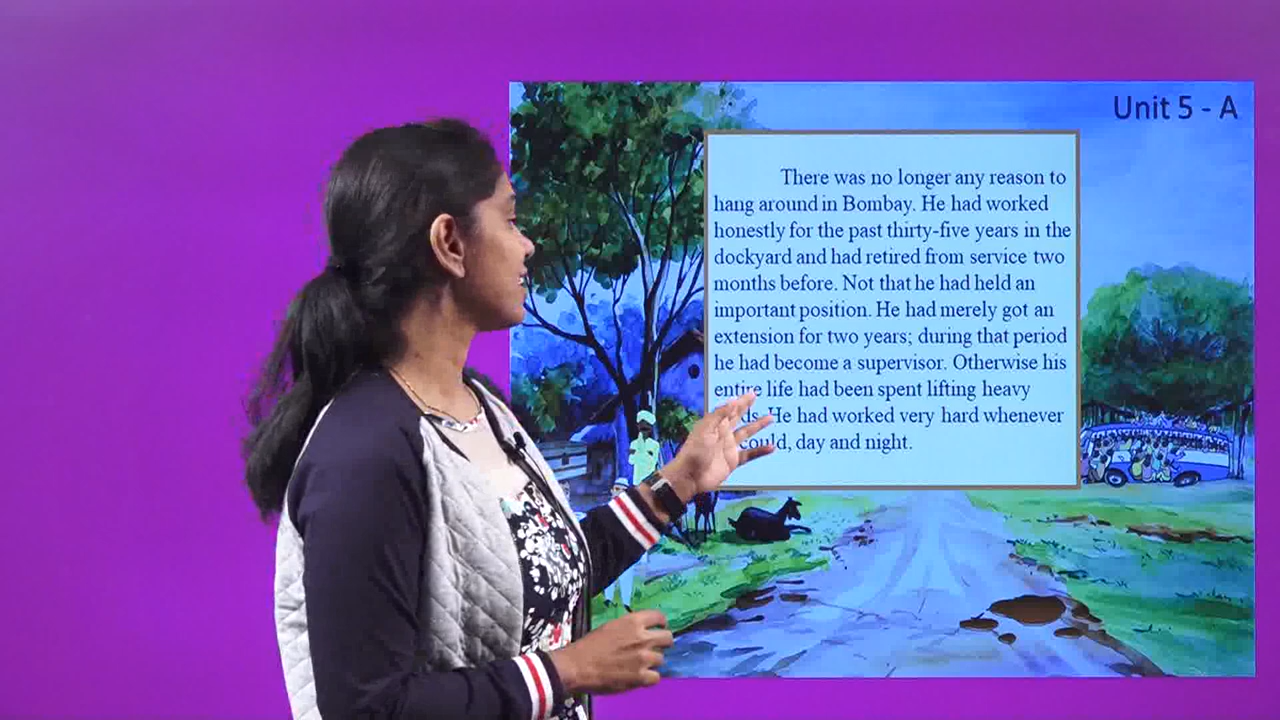 Unit 5 - A
There was no longer any reason to
hang around in Bombay. He had worked
honestly for the past thirty-five years in the
dockyard and had retired from service two
months before. Not that he had held an
important position. He had merely got an
extension for two years; during that period
he had become a supervisor. Otherwise his
entire life had been spent lifting heavy
He had worked very hard whenever
could, day and night.